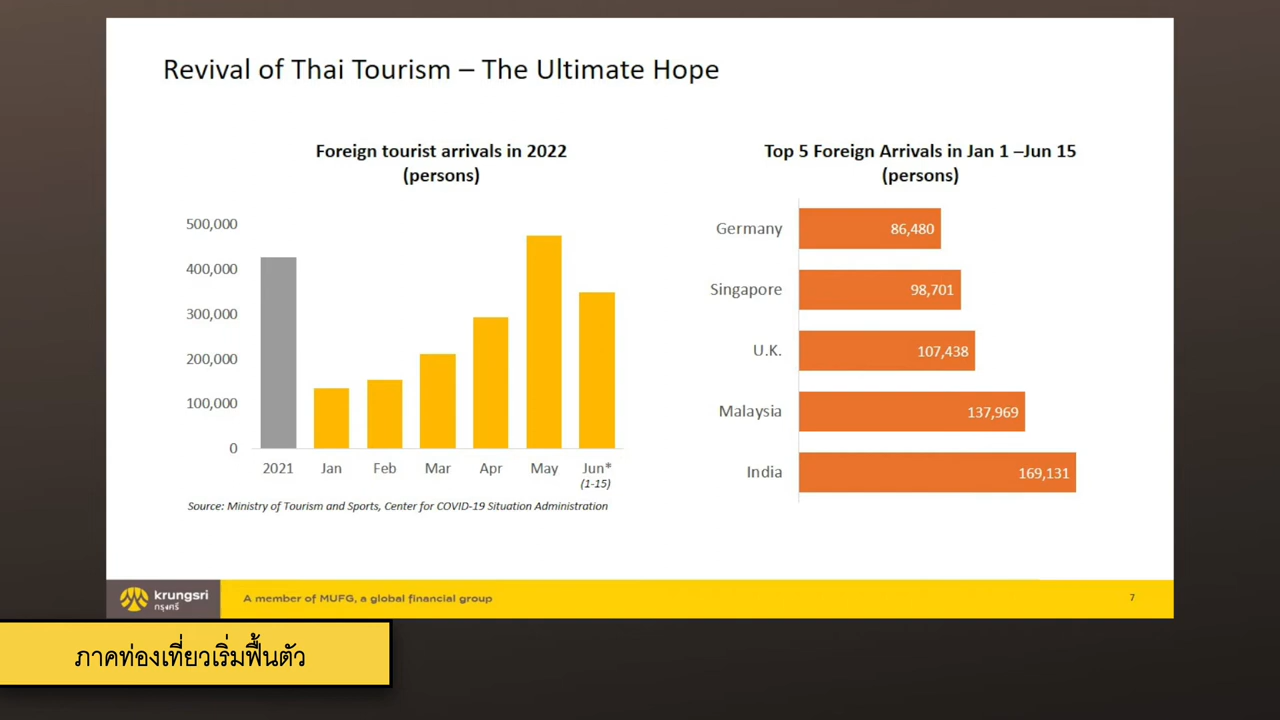 Revival of Thai Tourism – The Ultimate Hope
Foreign tourist arrivals in 2022
(persons)
500,000
400,000
300,000
200,000
100,000
0
2021 Jan Feb Mar Apr May Jun*
(1-15)
Source: Ministry of Tourism and Sports, Center for COVID-19 Situation Administration
Top 5 Foreign Arrivals in Jan 1 –Jun 15
(persons)
Germany 86,480
Singapore 98,701
U.K. 107,438
Malaysia 137,969
India 169,131
krungsri
กรุงศรี
A member of MUFG, a global financial group
7
ภาคท่องเที่ยวเริ่มฟื้นตัว